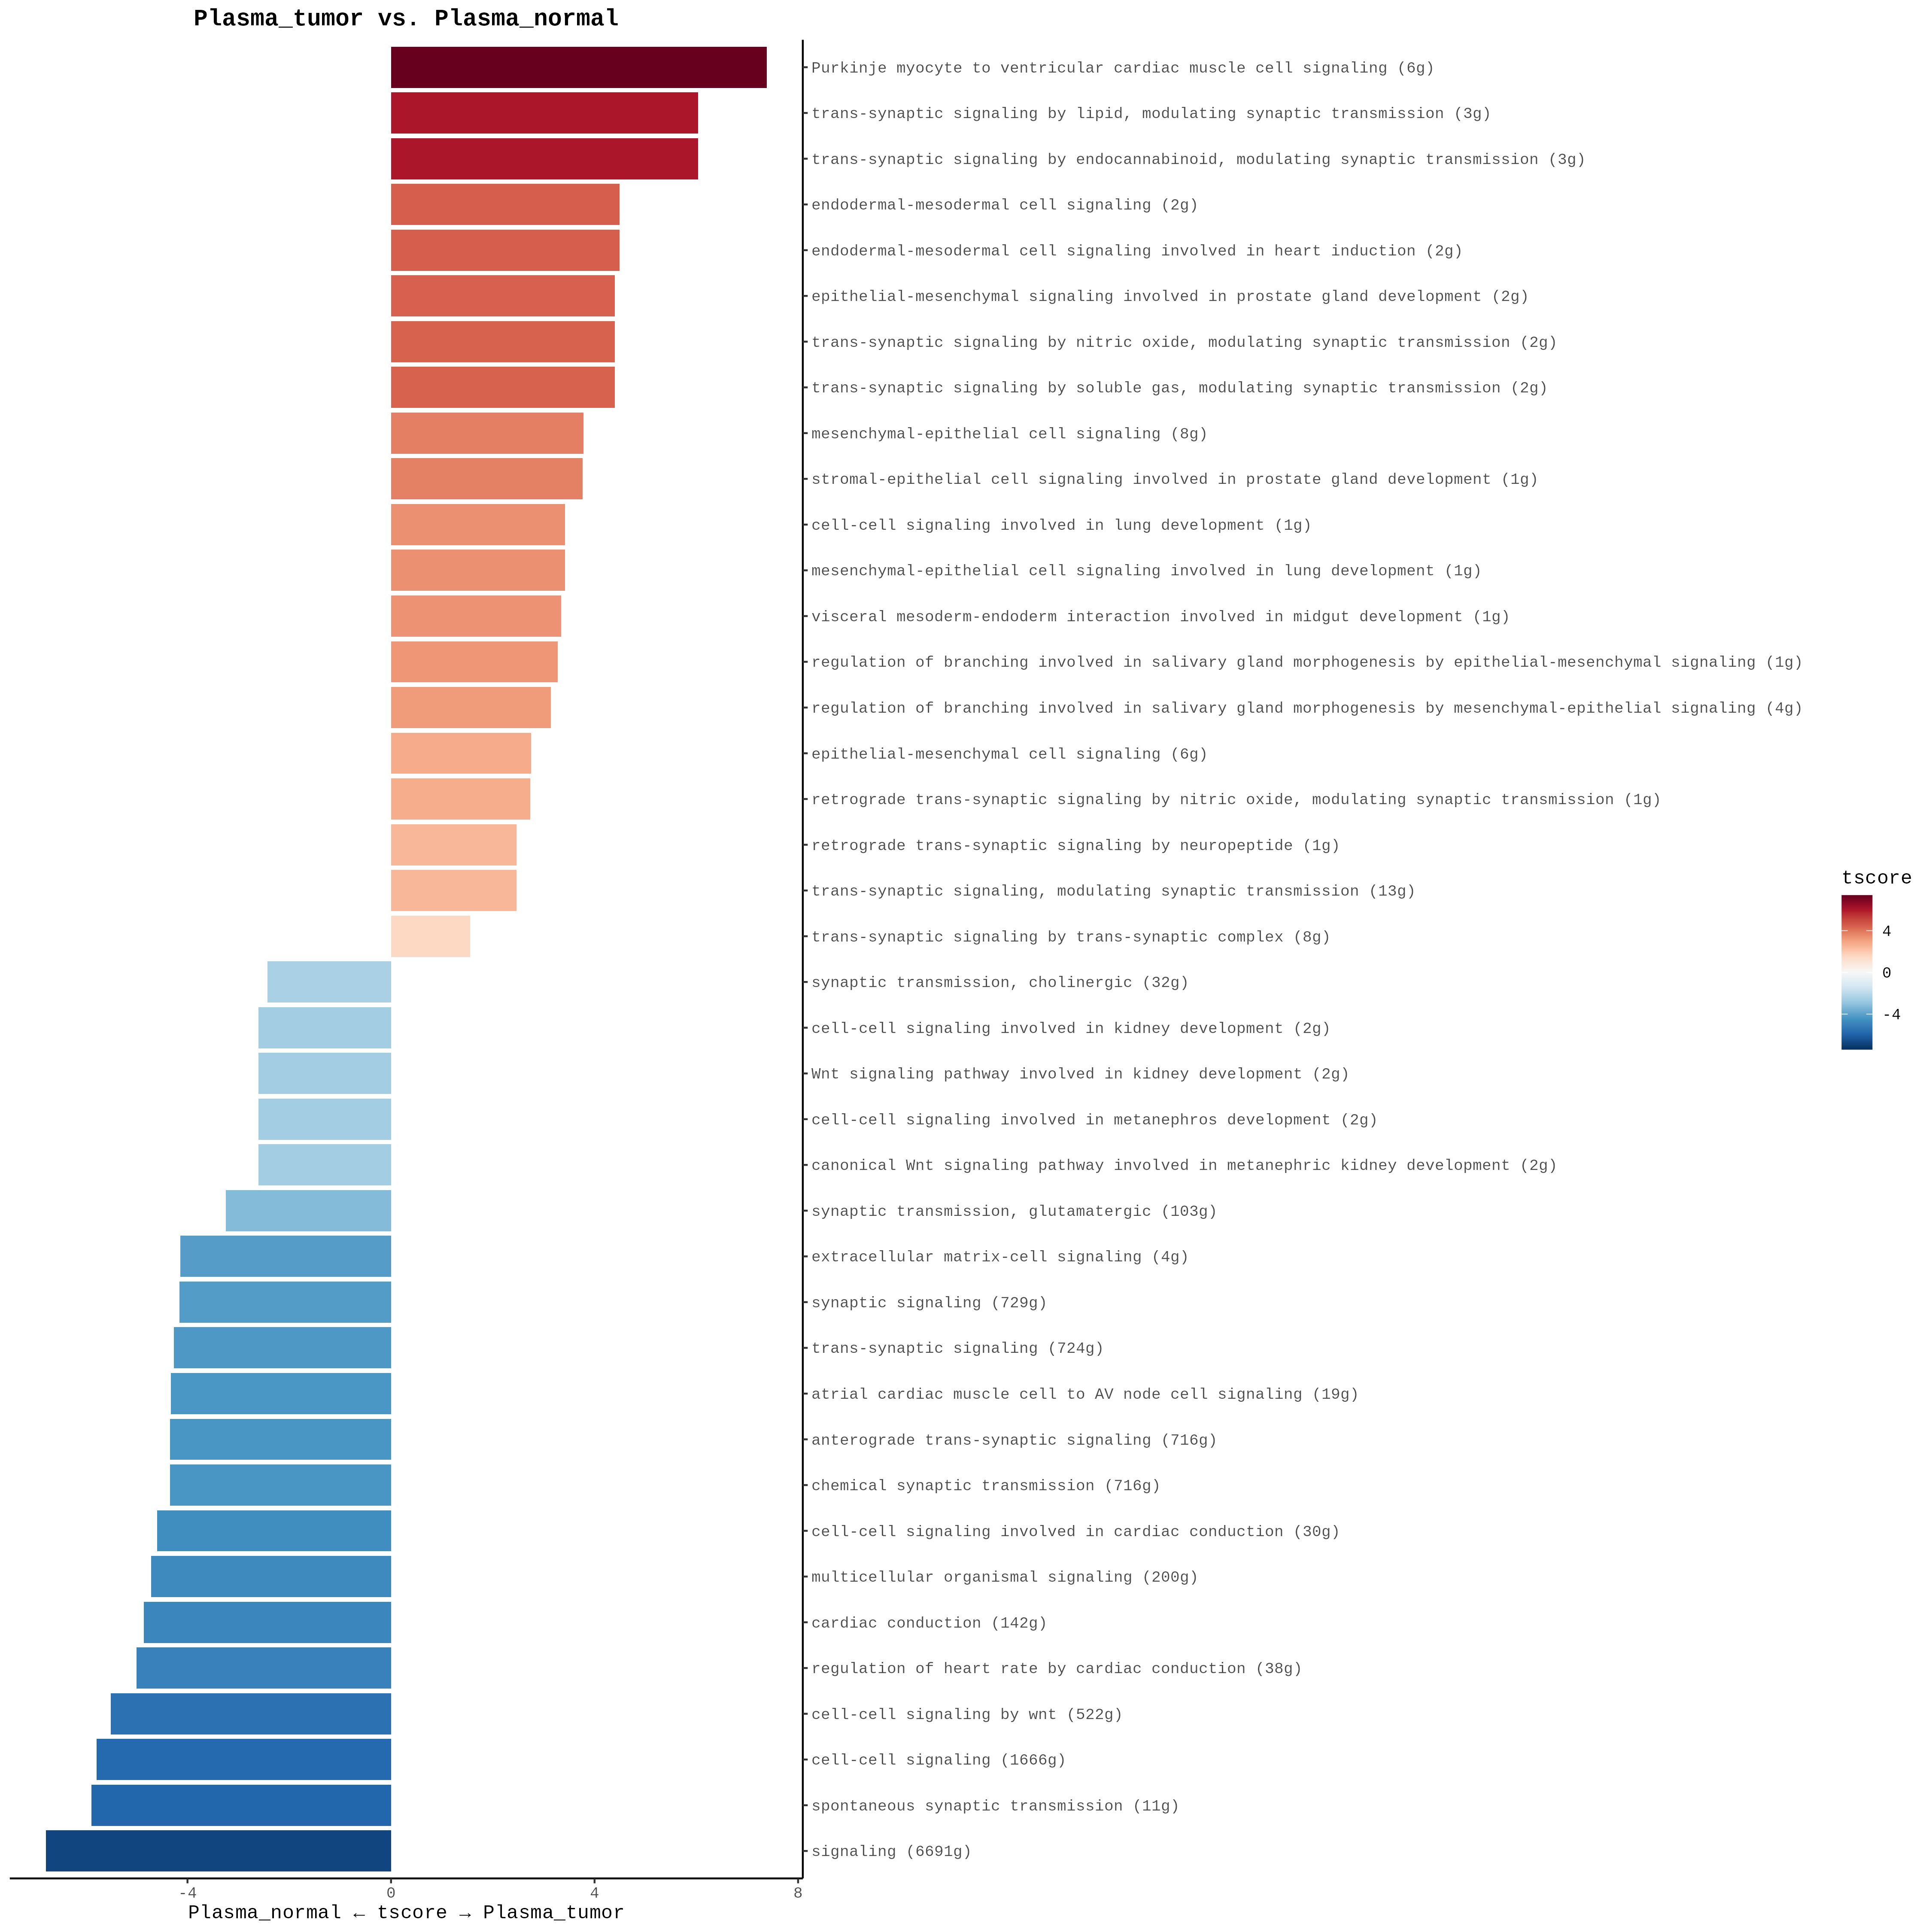 Plasma_tumor vs. Plasma_normal
Purkinje myocyte to ventricular cardiac muscle cell signaling (6g)
trans-synaptic signaling by lipid, modulating synaptic transmission (3g)
trans-synaptic signaling by endocannabinoid, modulating synaptic transmission (3g)
endodermal-mesodermal cell signaling (2g)
endodermal-mesodermal cell signaling involved in heart induction (2g)
epithelial-mesenchymal signaling involved in prostate gland development (2g)
trans-synaptic signaling by nitric oxide, modulating synaptic transmission (2g)
trans-synaptic signaling by soluble gas, modulating synaptic transmission (2g)
mesenchymal-epithelial cell signaling (8g)
stromal-epithelial cell signaling involved in prostate gland development (1g)
cell-cell signaling involved in lung development (1g)
mesenchymal-epithelial cell signaling involved in lung development (1g)
visceral mesoderm-endoderm interaction involved in midgut development (1g)
regulation of branching involved in salivary gland morphogenesis by epithelial-mesenchymal signaling (1g)
regulation of branching involved in salivary gland morphogenesis by mesenchymal-epithelial signaling (4g)
epithelial-mesenchymal cell signaling (6g)
retrograde trans-synaptic signaling by nitric oxide, modulating synaptic transmission (1g)
retrograde trans-synaptic signaling by neuropeptide (1g)
trans-synaptic signaling, modulating synaptic transmission (13g)
trans-synaptic signaling by trans-synaptic complex (8g)
synaptic transmission, cholinergic (32g)
cell-cell signaling involved in kidney development (2g)
Wnt signaling pathway involved in kidney development (2g)
cell-cell signaling involved in metanephros development (2g)
canonical Wnt signaling pathway involved in metanephric kidney development (2g)
synaptic transmission, glutamatergic (103g)
extracellular matrix-cell signaling (4g)
synaptic signaling (729g)
trans-synaptic signaling (724g)
atrial cardiac muscle cell to AV node cell signaling (19g)
anterograde trans-synaptic signaling (716g)
chemical synaptic transmission (716g)
cell-cell signaling involved in cardiac conduction (30g)
multicellular organismal signaling (200g)
cardiac conduction (142g)
regulation of heart rate by cardiac conduction (38g)
cell-cell signaling by wnt (522g)
cell-cell signaling (1666g)
spontaneous synaptic transmission (11g)
signaling (6691g)
-4 0 4 8
Plasma_normal ← tscore → Plasma_tumor
tscore
4
0
-4